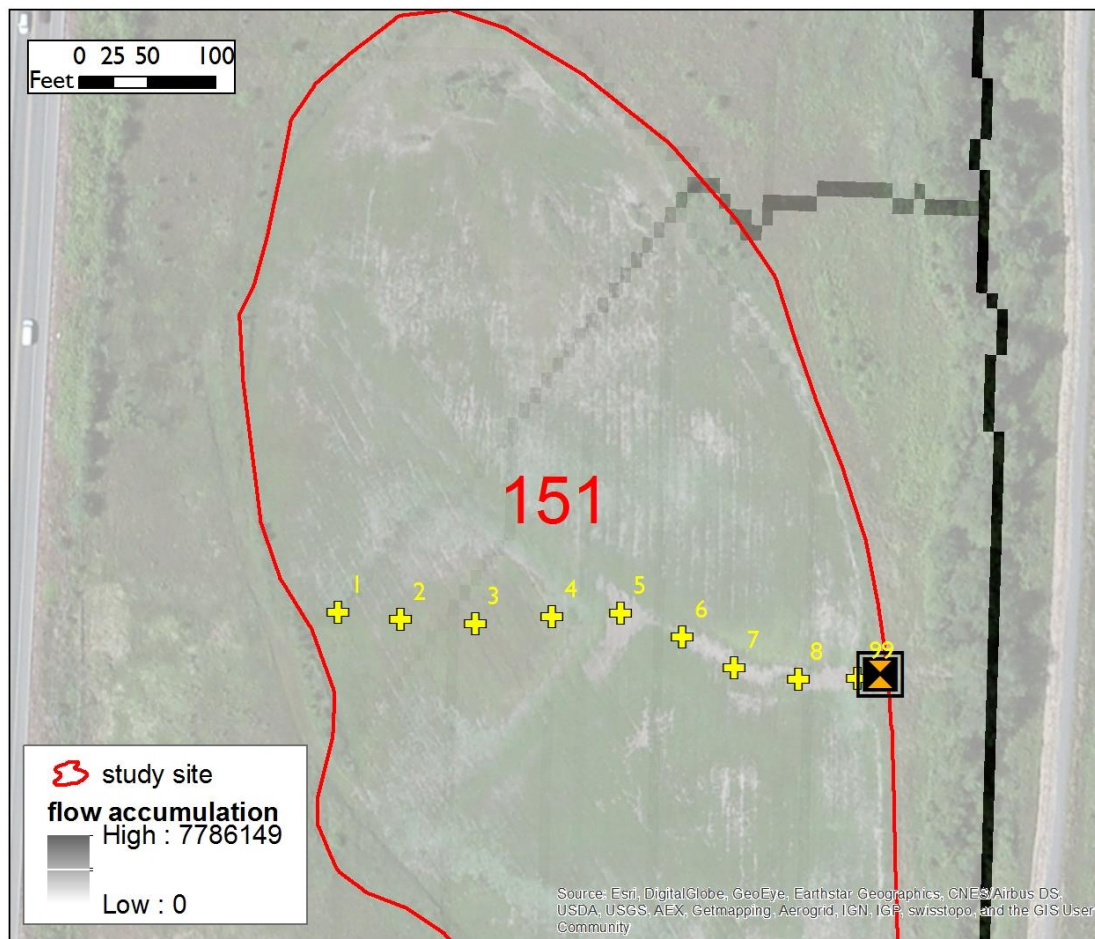 0 25 50 100
Feet
151
1 2 3 4 5 6 7 8 99
study site
flow accumulation
High : 7786149
Low : 0
Source: Esri, DigitalGlobe, GeoEye, Earthstar Geographics, CNES/Airbus DS,
USDA, USGS, AEX, Getmapping, Aerogrid, IGN, IGP, swisstopo, and the GIS User
Community